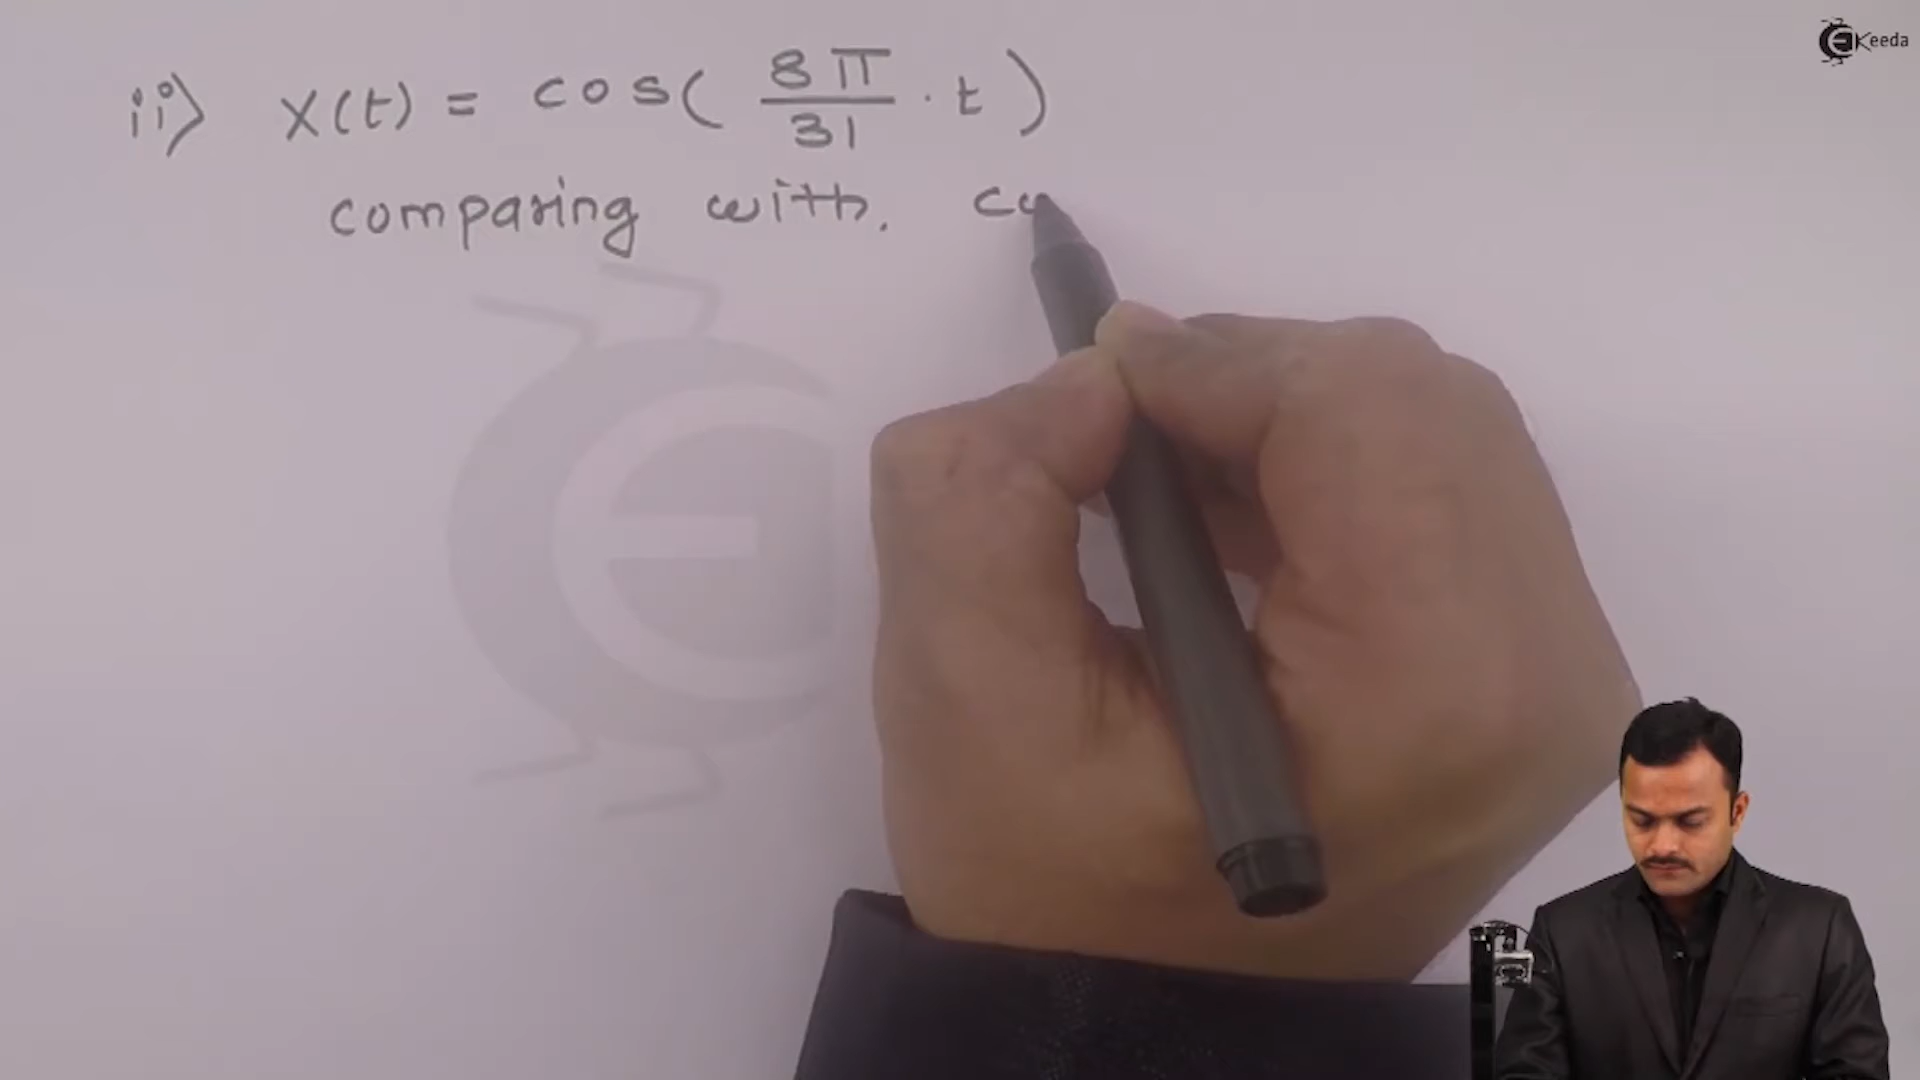 Keeda
ii) x(t) = cos( 8π/31 · t )
comparing with.